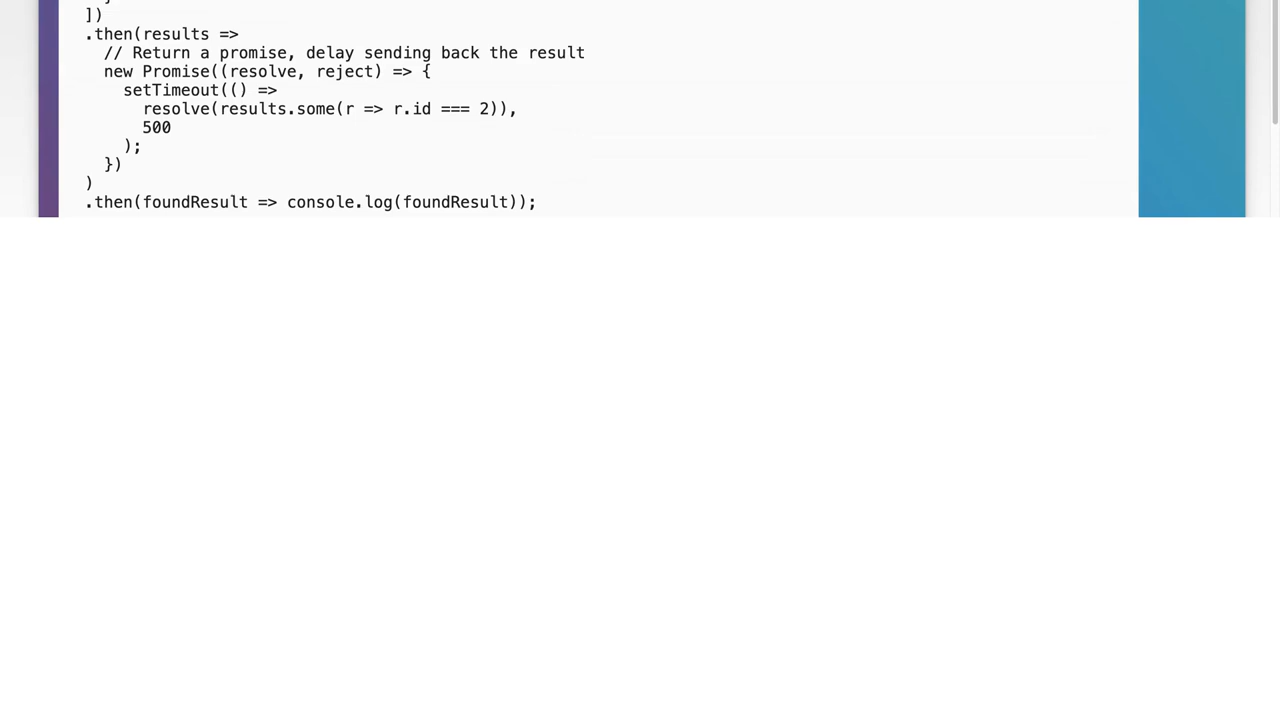 ])
.then(results =>
// Return a promise, delay sending back the result
new Promise((resolve, reject) => {
setTimeout(() =>
resolve(results.some(r => r.id === 2)),
500
);
})
)
.then(foundResult => console.log(foundResult));